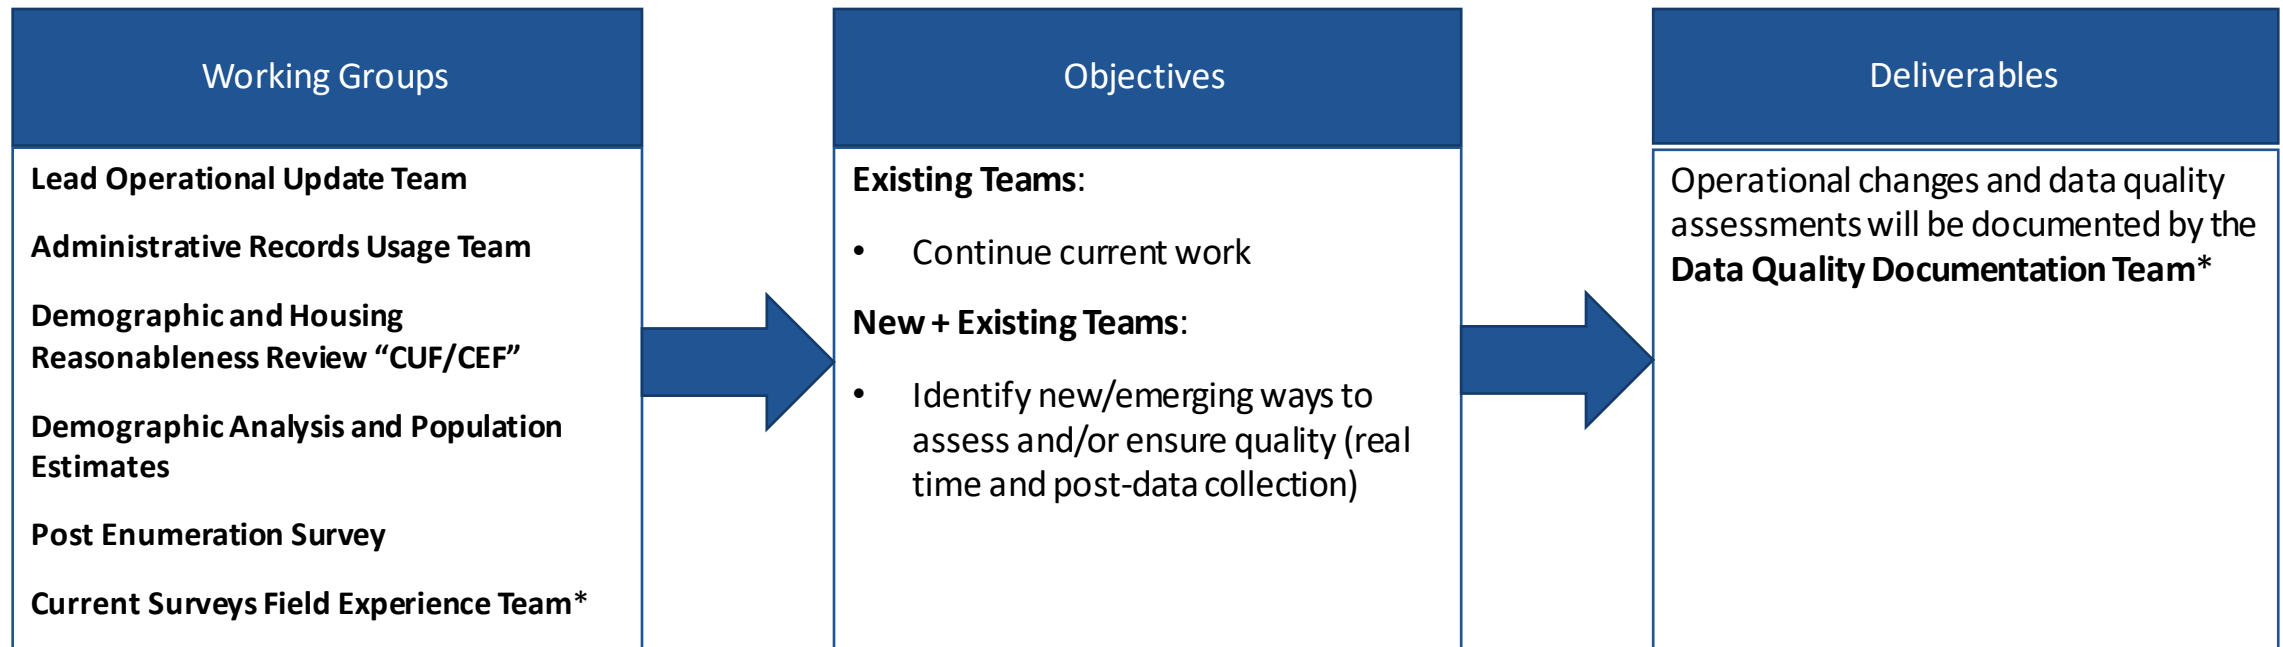 Working Groups
Lead Operational Update Team
Administrative Records Usage Team
Demographic and Housing
Reasonableness Review “CUF/CEF”
Demographic Analysis and Population
Estimates
Post Enumeration Survey
Current Surveys Field Experience Team*
Objectives
Existing Teams:
• Continue current work
New + Existing Teams:
• Identify new/emerging ways to
assess and/or ensure quality (real
time and post-data collection)
Deliverables
Operational changes and data quality
assessments will be documented by the
Data Quality Documentation Team*